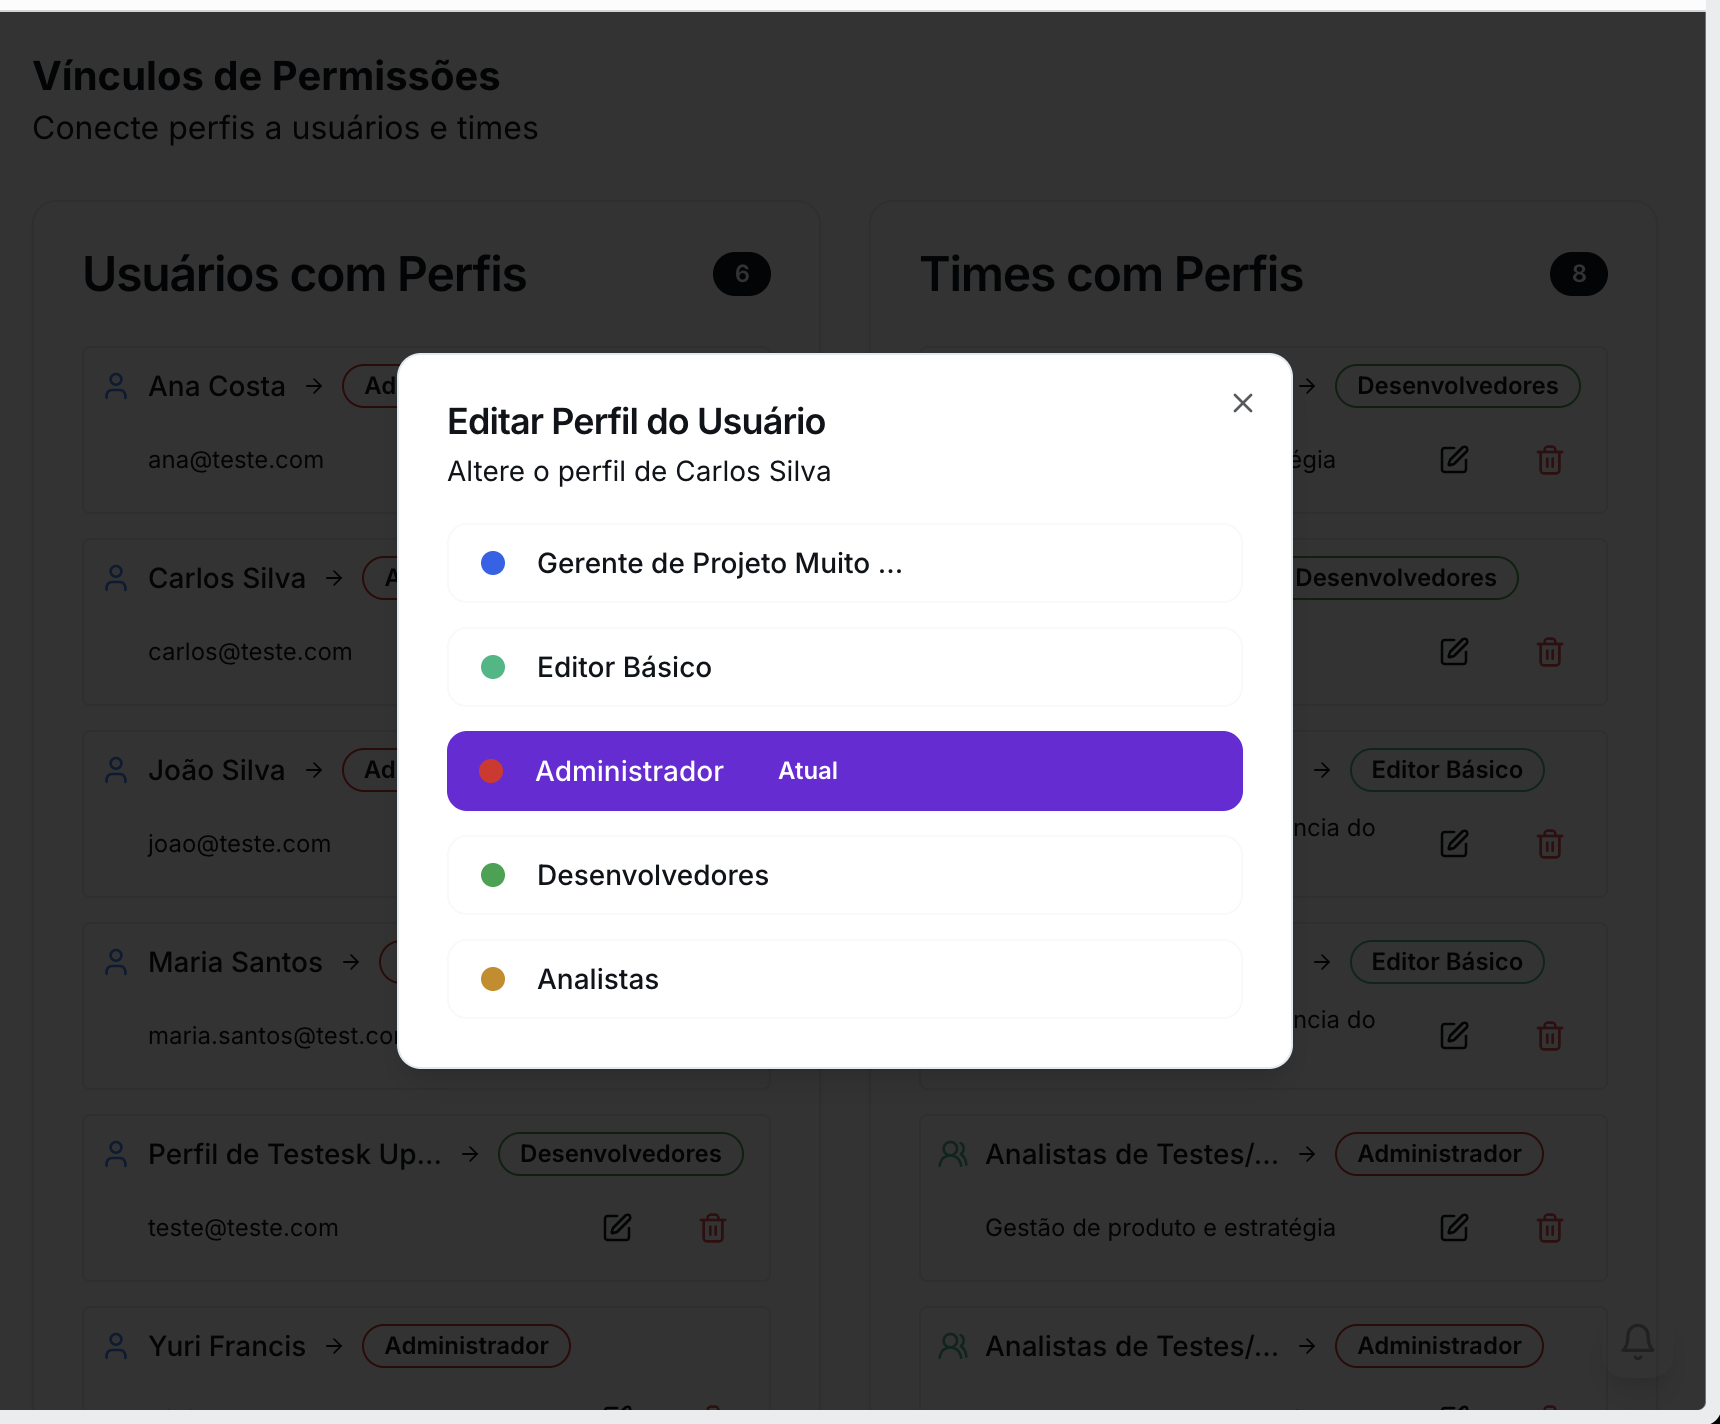 Vínculos de Permissões
Conecte perfis a usuários e times
Usuários com Perfis
6
Ana Costa → Ad
ana@teste.com
Carlos Silva → A
carlos@teste.com
João Silva → Ad
joao@teste.com
Maria Santos →
maria.santos@test.co
Perfil de Testesk Up... → Desenvolvedores
teste@teste.com
Yuri Francis → Administrador
Times com Perfis
8
→ Desenvolvedores
égia
Desenvolvedores
→ Editor Básico
ncia do
→ Editor Básico
ncia do
Analistas de Testes/... → Administrador
Gestão de produto e estratégia
Analistas de Testes/... → Administrador
Editar Perfil do Usuário
Altere o perfil de Carlos Silva
Gerente de Projeto Muito ...
Editor Básico
Administrador Atual
Desenvolvedores
Analistas